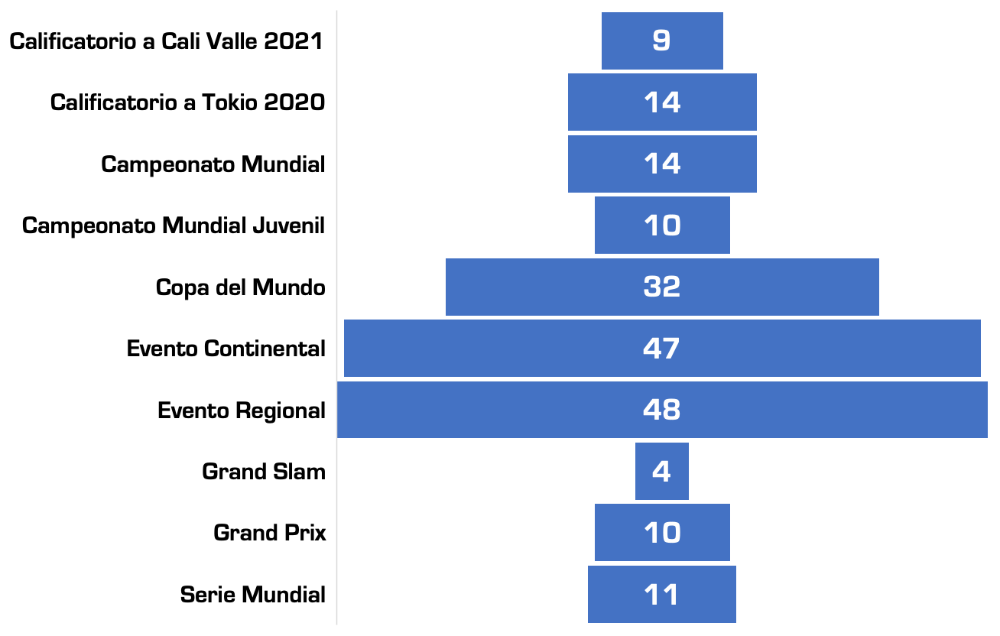 Calificatorio a Cali Valle 2021 9
Calificatorio a Tokio 2020 14
Campeonato Mundial 14
Campeonato Mundial Juvenil 10
Copa del Mundo 32
Evento Continental 47
Evento Regional 48
Grand Slam 4
Grand Prix 10
Serie Mundial 11